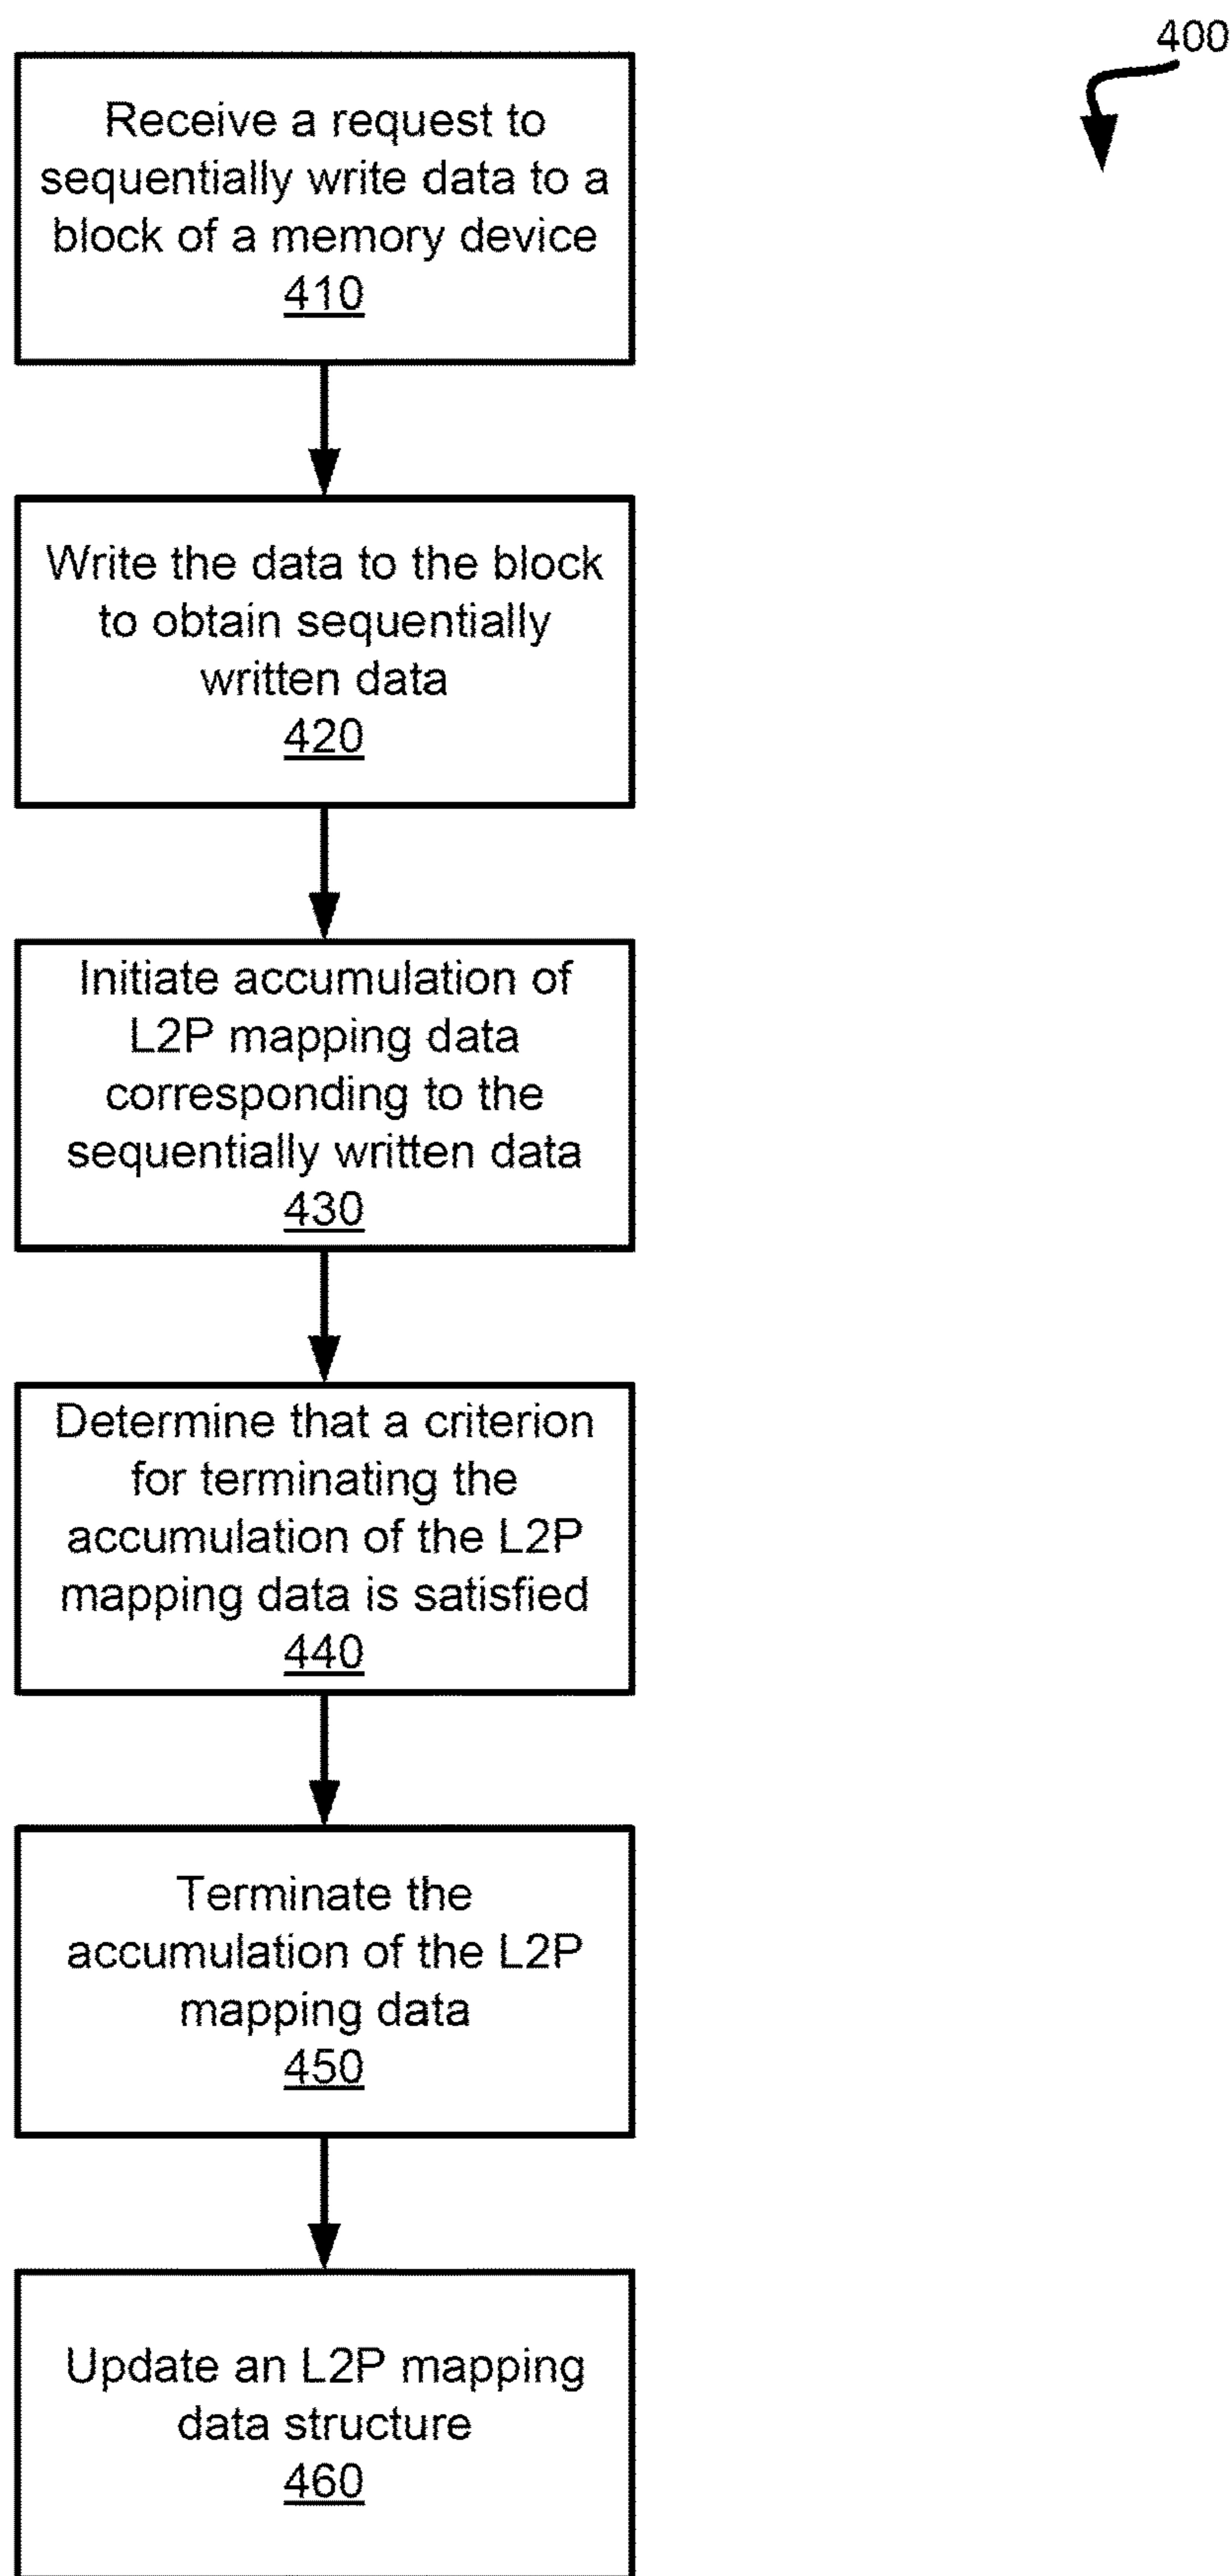 400
Receive a request to
sequentially write data to a
block of a memory device
410
Write the data to the block
to obtain sequentially
written data
420
Initiate accumulation of
L2P mapping data
corresponding to the
sequentially written data
430
Determine that a criterion
for terminating the
accumulation of the L2P
mapping data is satisfied
440
Terminate the
accumulation of the L2P
mapping data
450
Update an L2P mapping
data structure
460